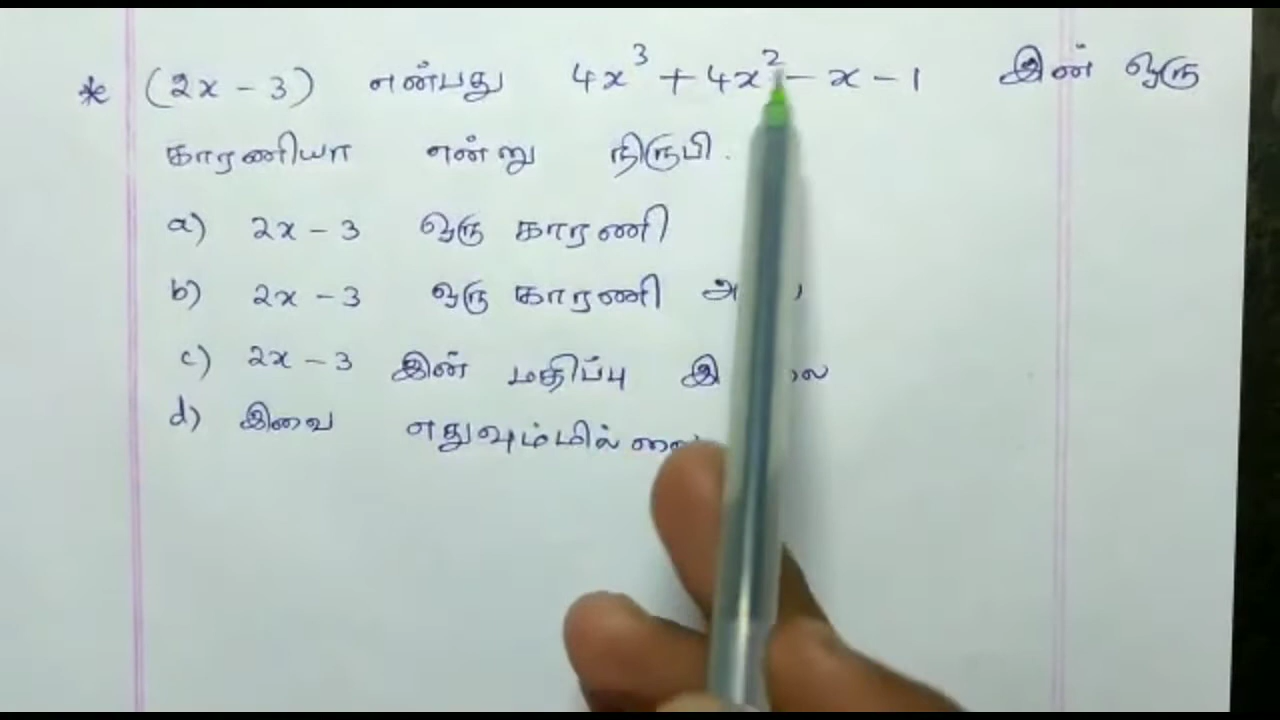 * (2x - 3) என்பது 4x³ + 4x² - x - 1 இன் ஒரு
காரணியா என்று நிரூபி.
a) 2x - 3 ஒரு காரணி
b) 2x - 3 ஒரு காரணி
c) 2x - 3 இன் மதிப்பு
d) இவை எதுவும்மில்லை